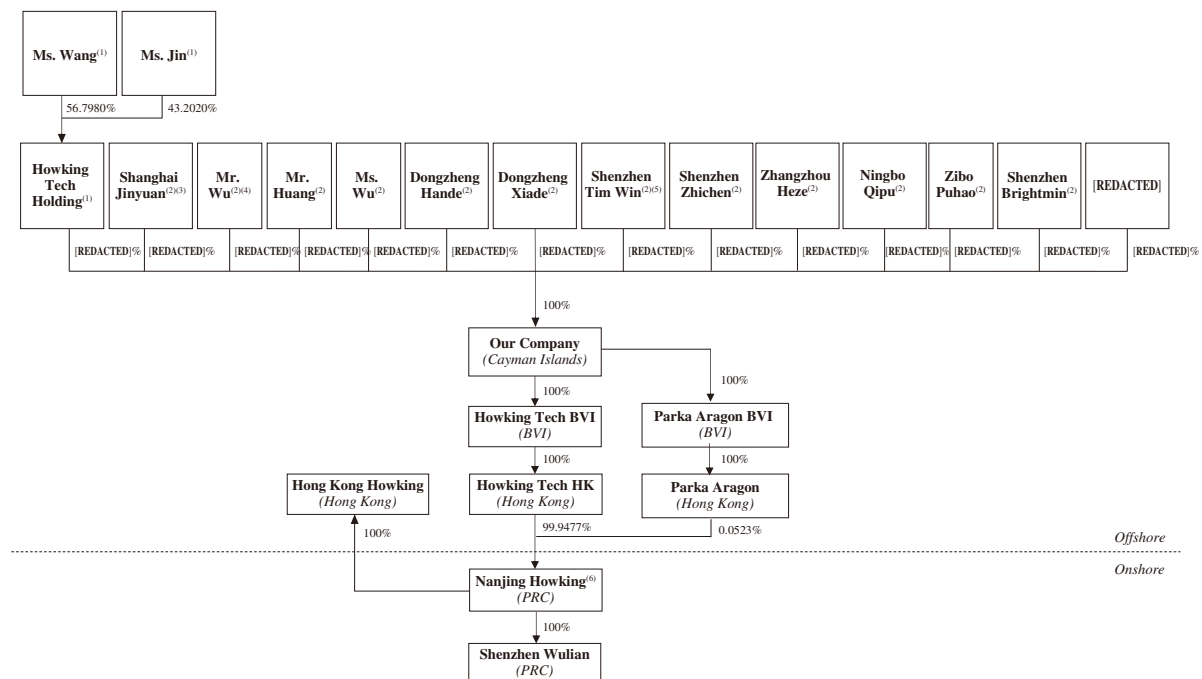 Ms. Wang(1)
Ms. Jin(1)
56.7980%
43.2020%
Howking
Tech
Holding(1)
Shanghai
Jinyuan(2)(3)
Mr.
Wu(2)(4)
Mr.
Huang(2)
Ms.
Wu(2)
Dongzheng
Hande(2)
Dongzheng
Xiade(2)
Shenzhen
Tim Win(2)(5)
Shenzhen
Zhichen(2)
Zhangzhou
Heze(2)
Ningbo
Qipu(2)
Zibo
Puhao(2)
Shenzhen
Brightmin(2)
[REDACTED]
[REDACTED]%
[REDACTED]%
[REDACTED]%
[REDACTED]%
[REDACTED]%
[REDACTED]%
[REDACTED]%
[REDACTED]%
[REDACTED]%
[REDACTED]%
[REDACTED]%
[REDACTED]%
[REDACTED]%
[REDACTED]%
100%
Our Company
(Cayman Islands)
100%
100%
Howking Tech BVI
(BVI)
Parka Aragon BVI
(BVI)
100%
100%
Hong Kong Howking
(Hong Kong)
Howking Tech HK
(Hong Kong)
Parka Aragon
(Hong Kong)
100%
99.9477%
0.0523%
Offshore
Onshore
Nanjing Howking(6)
(PRC)
100%
Shenzhen Wulian
(PRC)